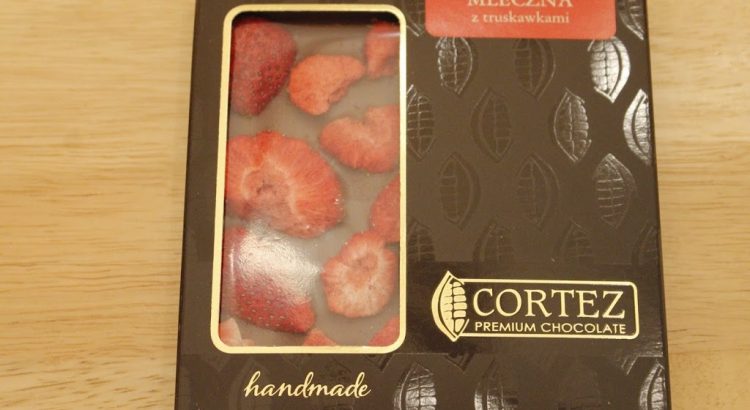 MLECZNA
z truskawkami
CORTEZ
PREMIUM CHOCOLATE
handmade